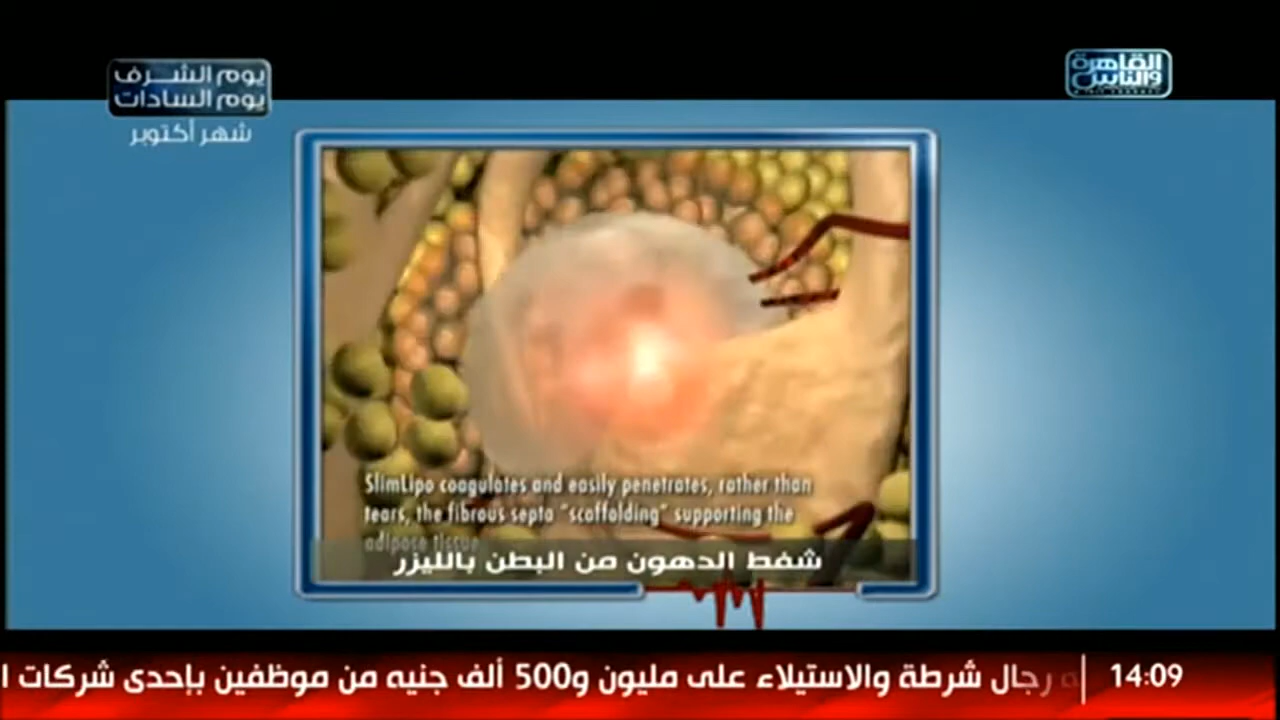 يوم الشرف
يوم السادات
شهر أكتوبر
القاهرة
والناس
SlimLipo coagulates and easily penetrates, rather than
tears, the fibrous septa "scaffolding" supporting the
adipose tissue
شفط الدهون من البطن بالليزر
رجال شرطة والاستيلاء على مليون و500 ألف جنيه من موظفين بإحدى شركات
14:09